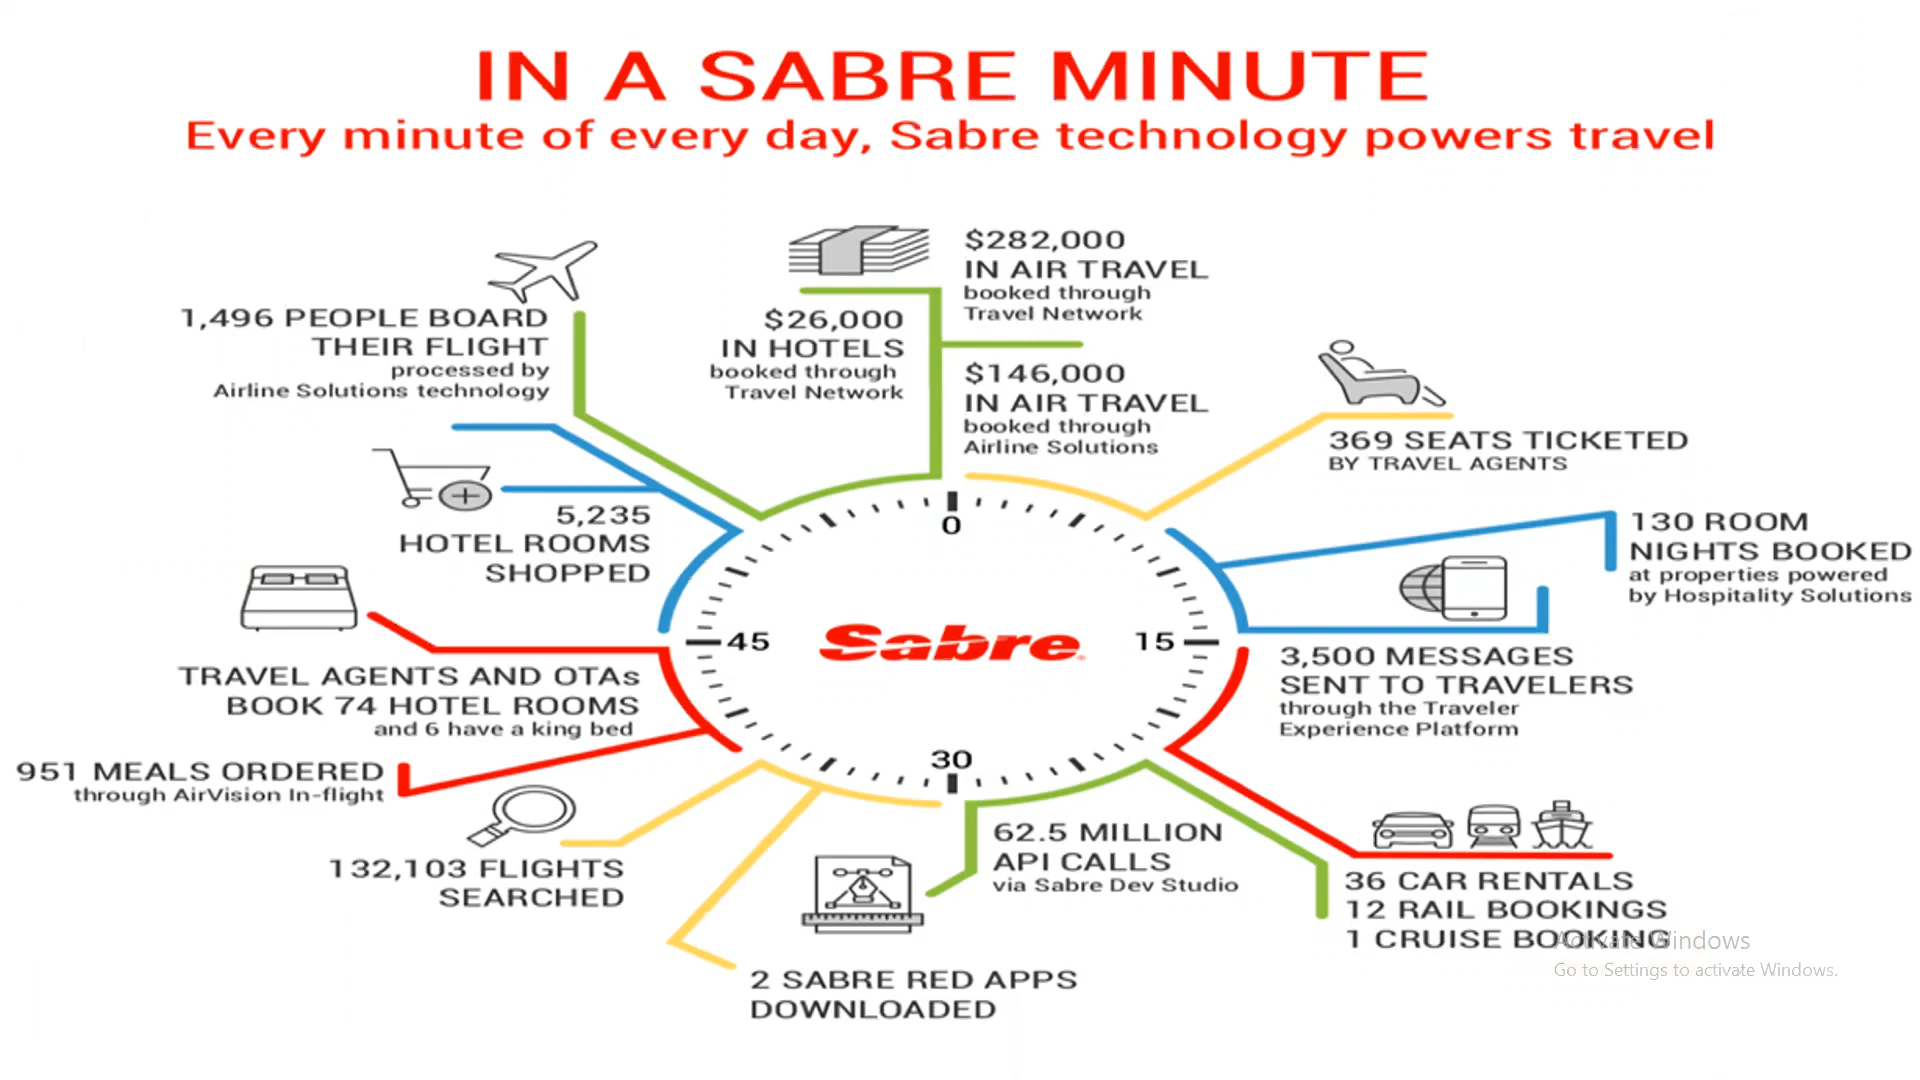 IN A SABRE MINUTE
Every minute of every day, Sabre technology powers travel
$282,000
IN AIR TRAVEL
booked through
Travel Network
$146,000
IN AIR TRAVEL
booked through
Airline Solutions
$26,000
IN HOTELS
booked through
Travel Network
1,496 PEOPLE BOARD
THEIR FLIGHT
processed by
Airline Solutions technology
369 SEATS TICKETED
BY TRAVEL AGENTS
5,235
HOTEL ROOMS
SHOPPED
130 ROOM
NIGHTS BOOKED
at properties powered
by Hospitality Solutions
0
45
Sabre
15
30
3,500 MESSAGES
SENT TO TRAVELERS
through the Traveler
Experience Platform
TRAVEL AGENTS AND OTAs
BOOK 74 HOTEL ROOMS
and 6 have a king bed
951 MEALS ORDERED
through AirVision In-flight
132,103 FLIGHTS
SEARCHED
62.5 MILLION
API CALLS
via Sabre Dev Studio
36 CAR RENTALS
12 RAIL BOOKINGS
1 CRUISE BOOKING
2 SABRE RED APPS
DOWNLOADED
Activate Windows
Go to Settings to activate Windows.